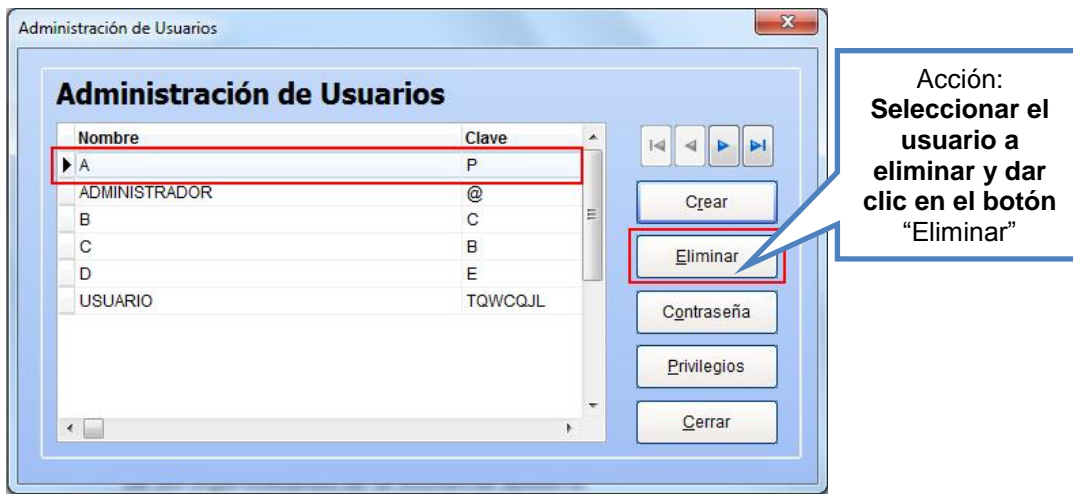 Administración de Usuarios
Administración de Usuarios
Nombre Clave
A P
ADMINISTRADOR @
B C
C B
D E
USUARIO TQWCQJL
Crear
Eliminar
Contraseña
Privilegios
Cerrar
Acción:
Seleccionar el
usuario a
eliminar y dar
clic en el botón
“Eliminar”